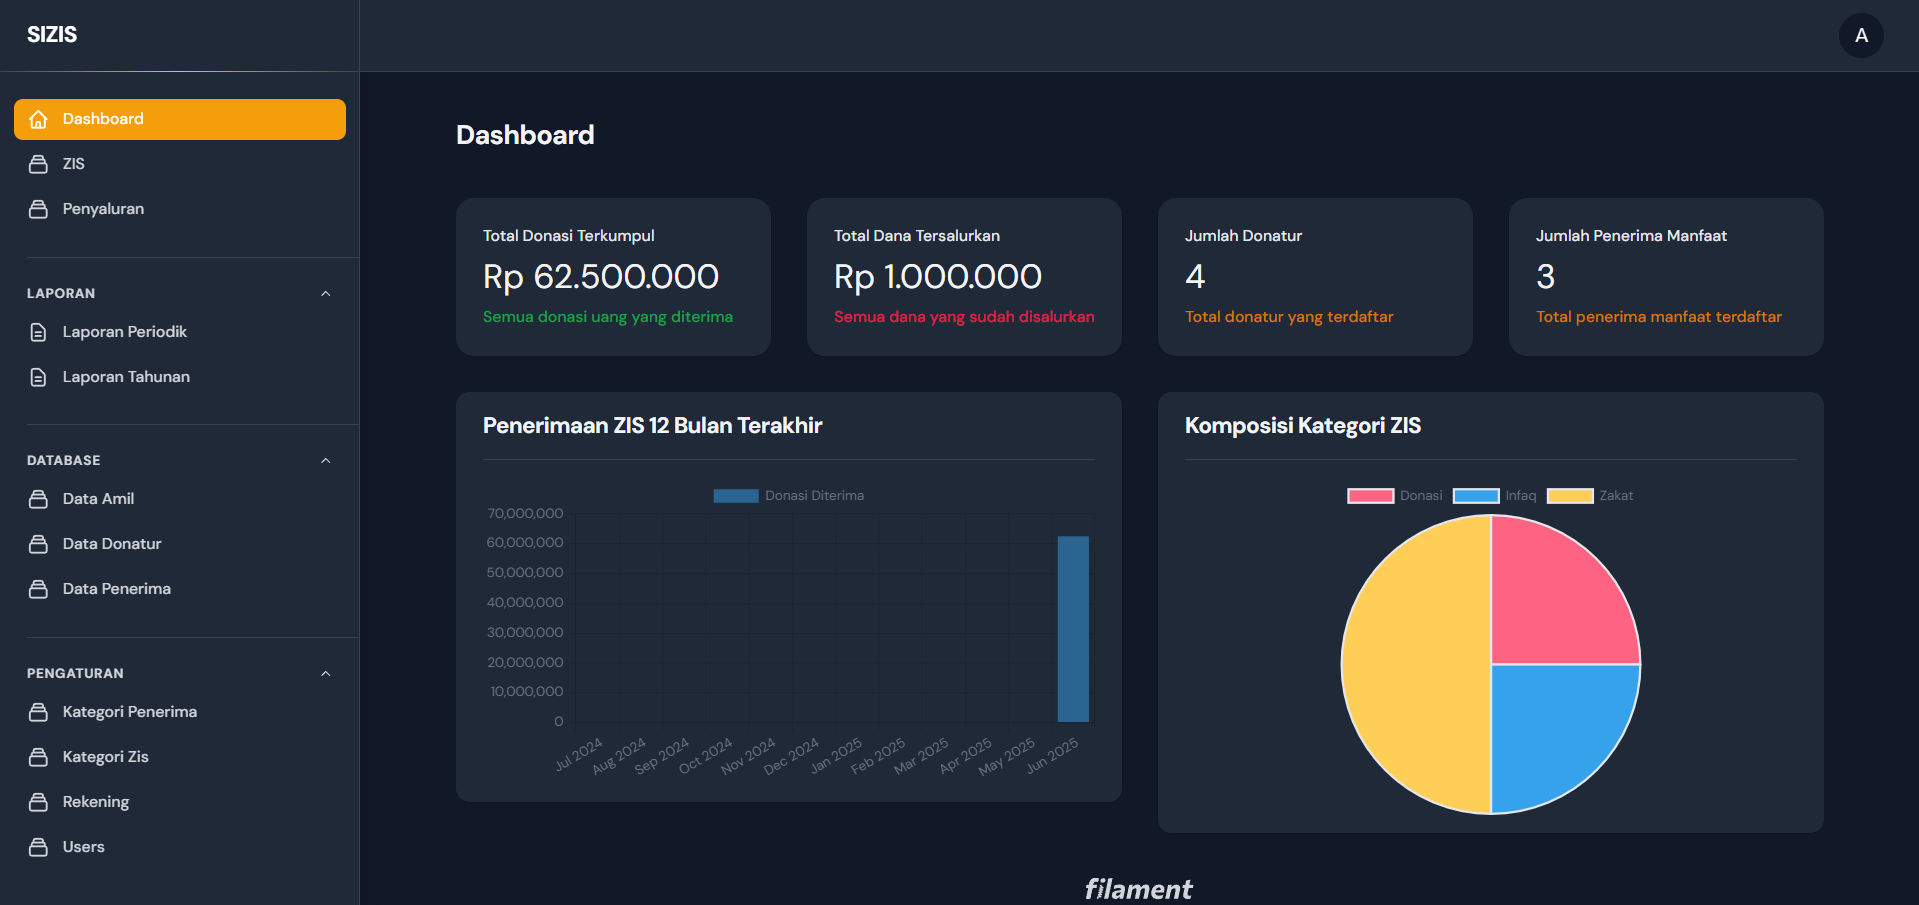 SIZIS
A
Dashboard
ZIS
Penyaluran
LAPORAN
Laporan Periodik
Laporan Tahunan
DATABASE
Data Amil
Data Donatur
Data Penerima
PENGATURAN
Kategori Penerima
Kategori Zis
Rekening
Users
Dashboard
Total Donasi Terkumpul
Rp 62.500.000
Semua donasi uang yang diterima
Total Dana Tersalurkan
Rp 1.000.000
Semua dana yang sudah disalurkan
Jumlah Donatur
4
Total donatur yang terdaftar
Jumlah Penerima Manfaat
3
Total penerima manfaat terdaftar
Penerimaan ZIS 12 Bulan Terakhir
Donasi Diterima
70,000,000
60,000,000
50,000,000
40,000,000
30,000,000
20,000,000
10,000,000
0
Jul 2024 Aug 2024 Sep 2024 Oct 2024 Nov 2024 Dec 2024 Jan 2025 Feb 2025 Mar 2025 Apr 2025 May 2025 Jun 2025
Komposisi Kategori ZIS
Donasi Infaq Zakat
filament